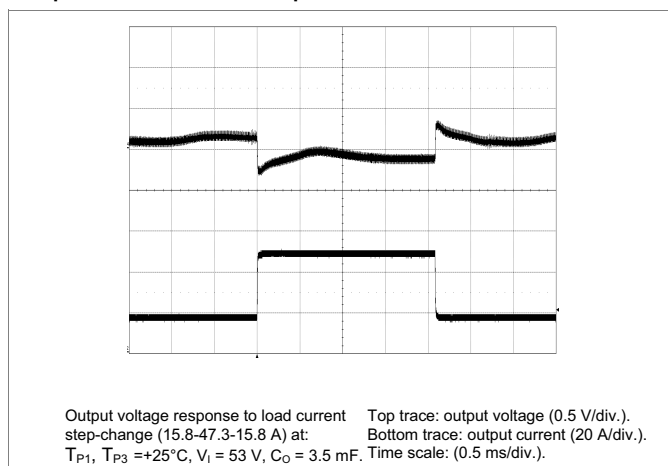 Output voltage response to load current
step-change (15.8-47.3-15.8 A) at:
TP1, TP3 =+25°C, VI = 53 V, CO = 3.5 mF.
Top trace: output voltage (0.5 V/div.).
Bottom trace: output current (20 A/div.).
Time scale: (0.5 ms/div.).